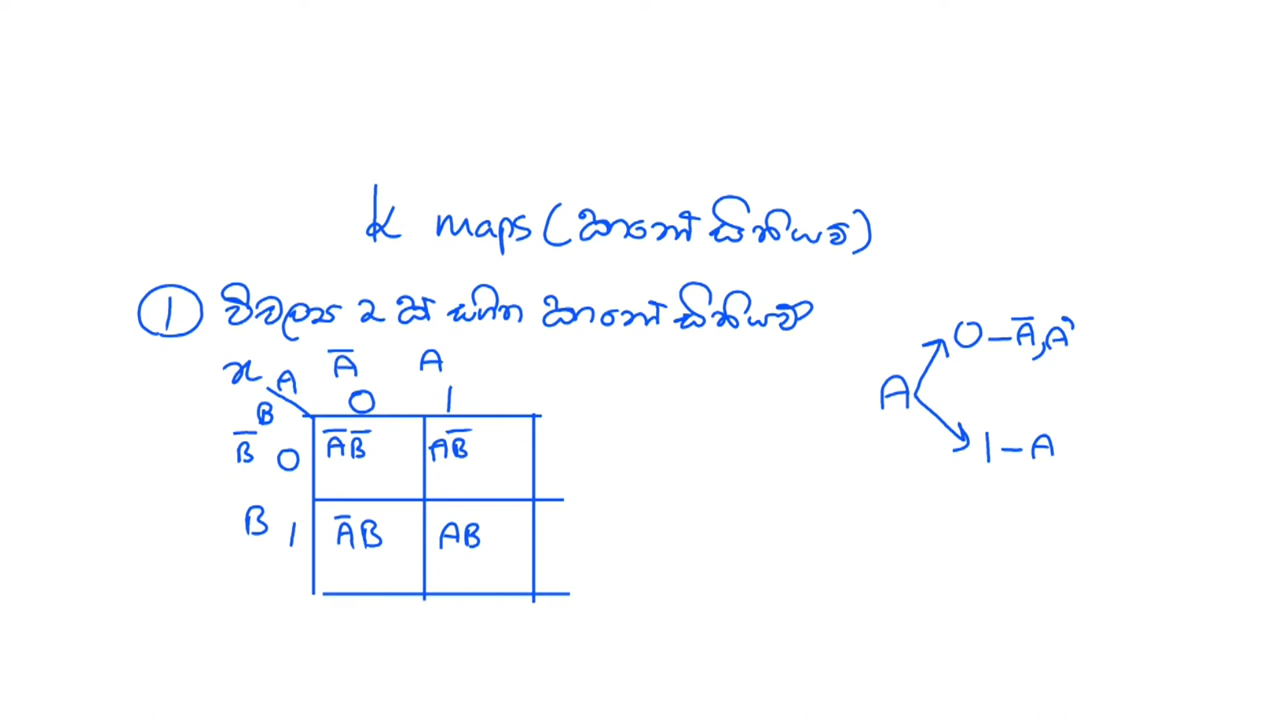 K maps (කානෝ සිතියම්)
① විචල්‍ය 2 ක් සහිත කානෝ සිතියම්
A̅ A
A 0 1
B
B̅ 0 A̅B̅ AB̅
B 1 A̅B AB
0 – A̅, A'
A
1 – A